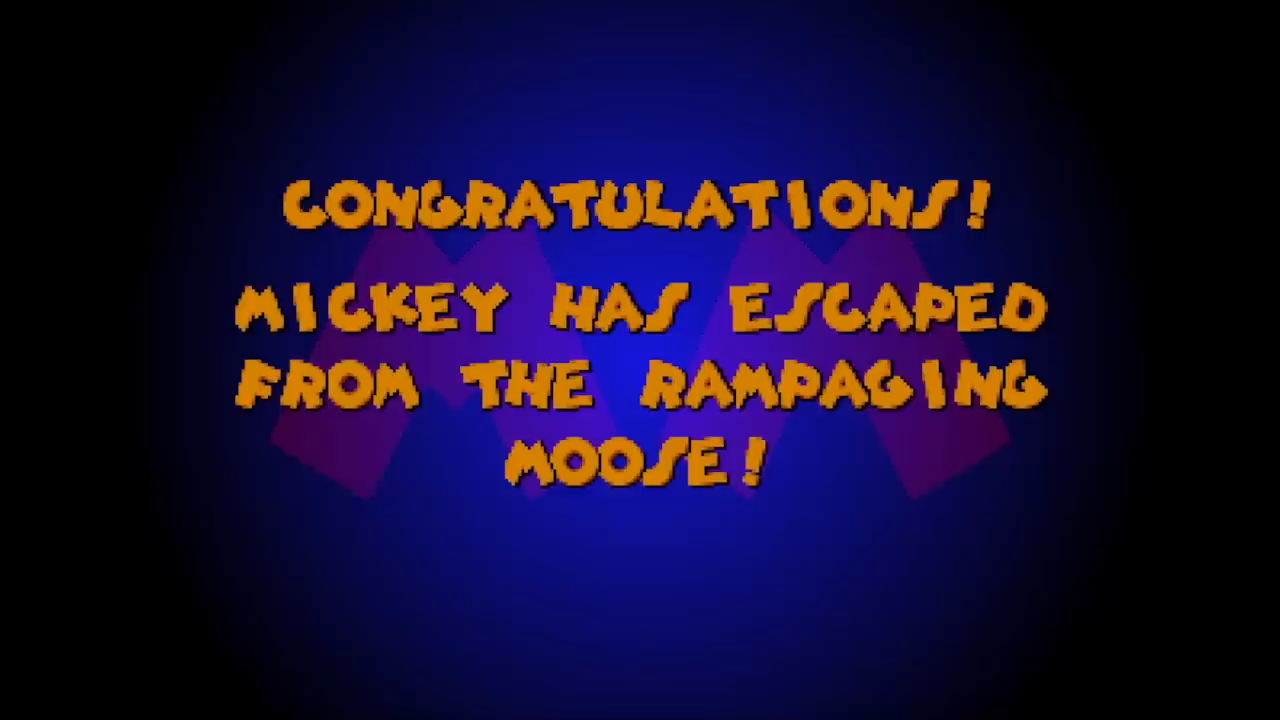 CONGRATULATIONS!
MICKEY HAS ESCAPED
FROM THE RAMPAGING
MOOSE!